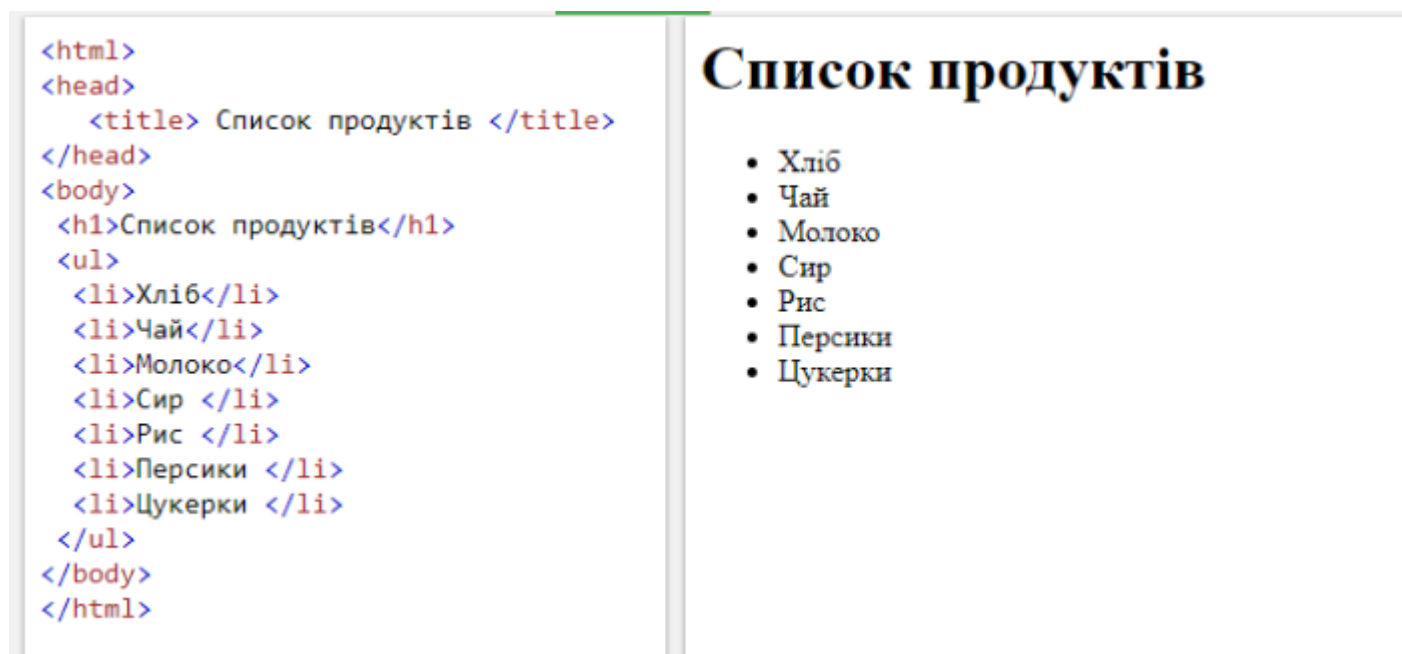 <html>
<head>
   <title> Список продуктів </title>
</head>
<body>
 <h1>Список продуктів</h1>
 <ul>
  <li>Хліб</li>
  <li>Чай</li>
  <li>Молоко</li>
  <li>Сир </li>
  <li>Рис </li>
  <li>Персики </li>
  <li>Цукерки </li>
 </ul>
</body>
</html>
Список продуктів
• Хліб
• Чай
• Молоко
• Сир
• Рис
• Персики
• Цукерки